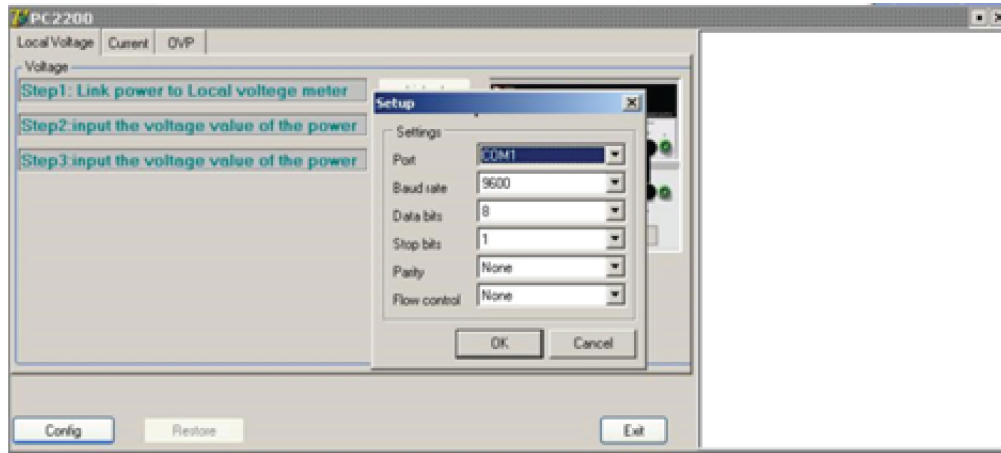 PC2200
Local Voltage Current OVP
Voltage
Step1: Link power to Local voltege meter
Step2:input the voltage value of the power
Step3:input the voltage value of the power
Setup
Settings
Port COM1
Baud rate 9600
Data bits 8
Stop bits 1
Parity None
Flow control None
OK Cancel
Config Restore Exit